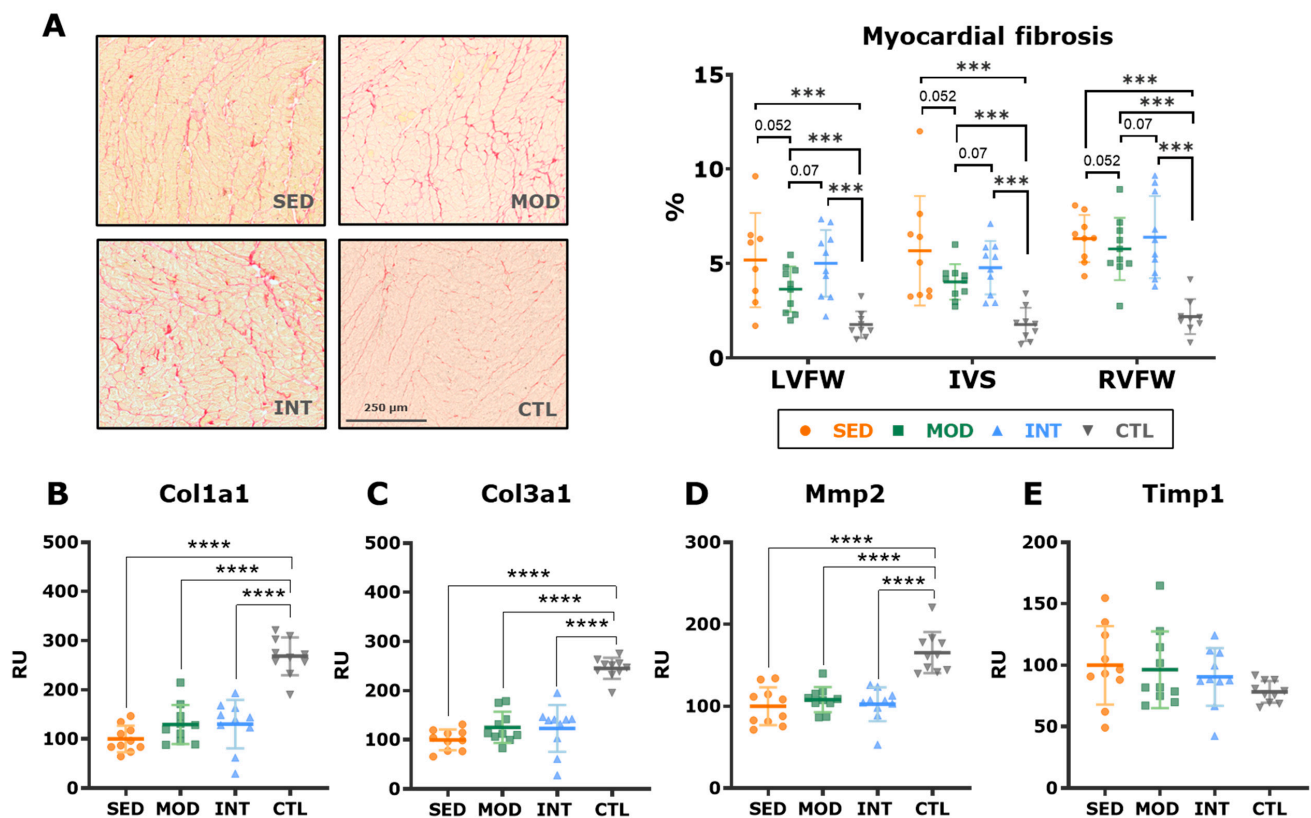 A
SED
MOD
INT
250 µm
CTL
Myocardial fibrosis
%
15
10
5
0
***
***
***
0.052
***
0.052
***
0.07
0.052
***
0.07
***
0.07
***
***
LVFW
IVS
RVFW
SED
MOD
INT
CTL
B
Col1a1
RU
500
400
300
200
100
0
****
****
****
SED
MOD
INT
CTL
C
Col3a1
RU
500
400
300
200
100
0
****
****
****
SED
MOD
INT
CTL
D
Mmp2
RU
300
200
100
0
****
****
****
SED
MOD
INT
CTL
E
Timp1
RU
200
150
100
50
0
SED
MOD
INT
CTL